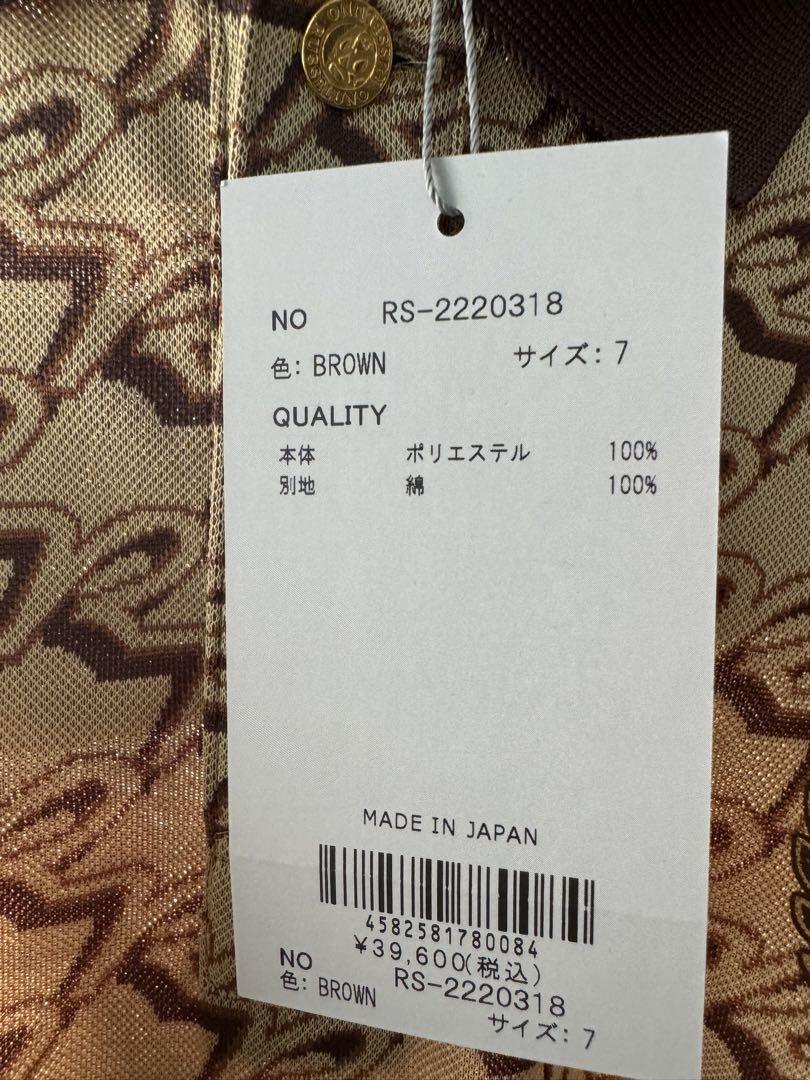 NO RS-2220318
色: BROWN サイズ: 7
QUALITY
本体 ポリエステル 100%
別地 綿 100%
MADE IN JAPAN
4582581780084
¥39,600(税込)
NO RS-2220318
色: BROWN サイズ: 7